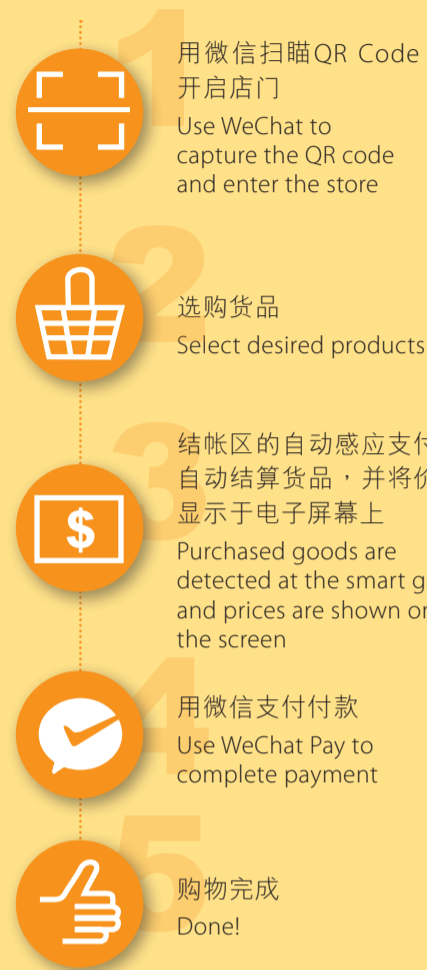 1
用微信扫瞄QR Code
开启店门
Use WeChat to
capture the QR code
and enter the store
2
选购货品
Select desired products
3
结帐区的自动感应支付
自动结算货品，并将价
显示于电子屏幕上
$
Purchased goods are
detected at the smart g
and prices are shown on
the screen
4
用微信支付付款
Use WeChat Pay to
complete payment
5
购物完成
Done!